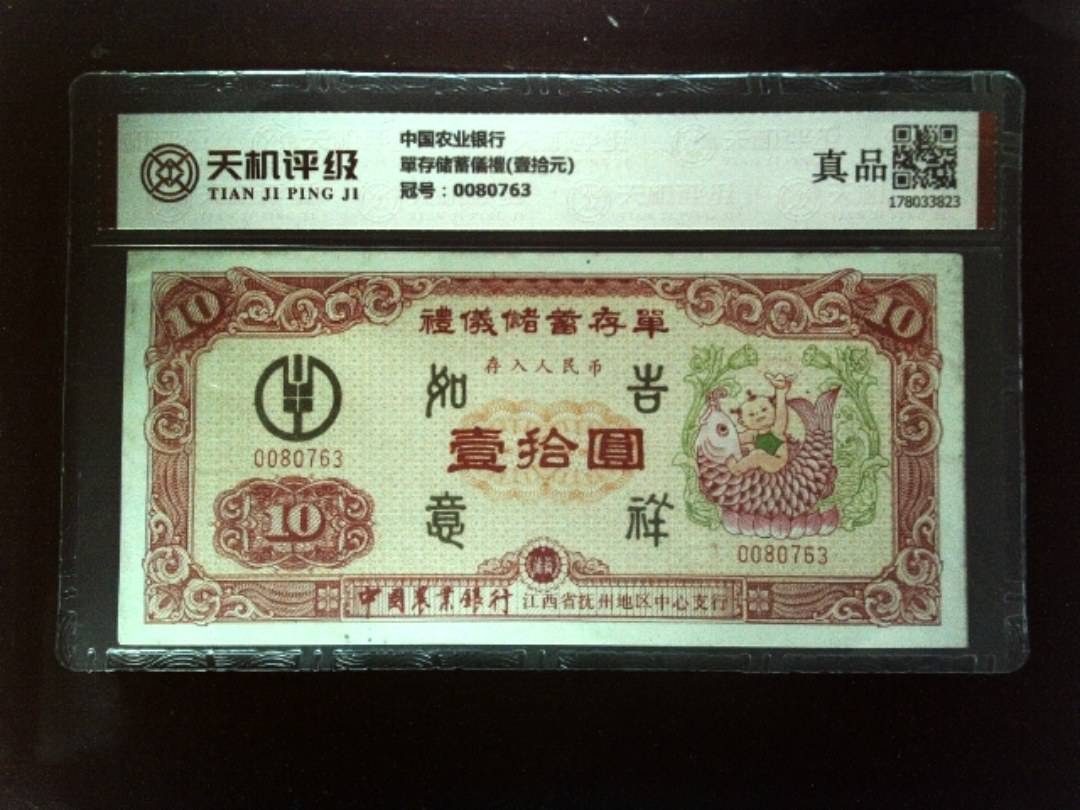 天机评级
TIAN JI PING JI
中国农业银行
單存储蓄儀禮(壹拾元)
冠号：0080763
真品
178033823
10
10
禮儀儲蓄存單
存入人民币
如
吉
壹拾圓
0080763
意
祥
10
0080763
中國農業銀行 江西省抚州地区中心支行